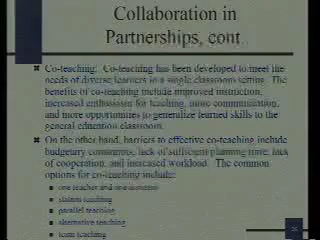 Collaboration in
Partnerships, cont.
Co-teaching: Co-teaching has been developed to meet the
needs of diverse learners in a single classroom setting. The
benefits of co-teaching include improved instruction,
increased enthusiasm for teaching, more communication,
and more opportunities to generalize learned skills to the
general education classroom.
On the other hand, barriers to effective co-teaching include
budgetary constraints, lack of sufficient planning time, lack
of cooperation, and increased workload. The common
options for co-teaching include:
one teacher and one assistant
station teaching
parallel teaching
alternative teaching
team teaching